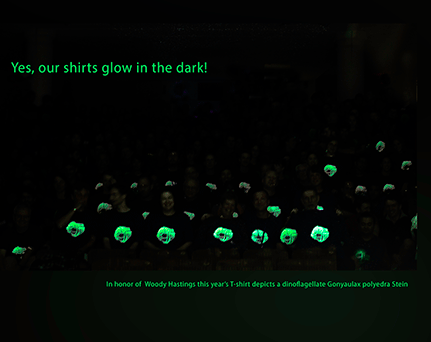 Yes, our shirts glow in the dark!
In honor of Woody Hastings this year's T-shirt depicts a dinoflagellate Gonyaulax polyedra Stein